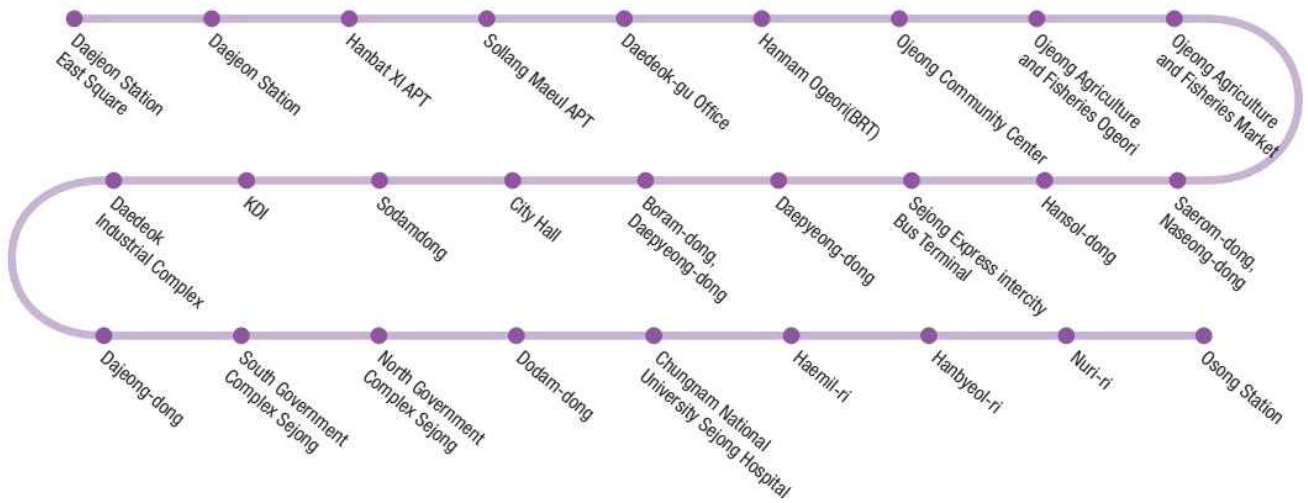 Daejeon Station
East Square
Daejeon Station
Hanbat XI APT
Sollang Maeul APT
Daedeok-gu Office
Hannam Ogeori(BRT)
Ojeong Community Center
Ojeong Agriculture
and Fisheries Ogeori
Ojeong Agriculture
and Fisheries Market
Daedeok
Industrial Complex
KDI
Sodamdong
City Hall
Boram-dong,
Daepyeong-dong
Daepyeong-dong
Sejong Express intercity
Bus Terminal
Hansol-dong
Saerom-dong,
Naseong-dong
Dajeong-dong
South Government
Complex Sejong
North Government
Complex Sejong
Dodam-dong
Chungnam National
University Sejong Hospital
Haemil-ri
Hanbyeol-ri
Nuri-ri
Osong Station